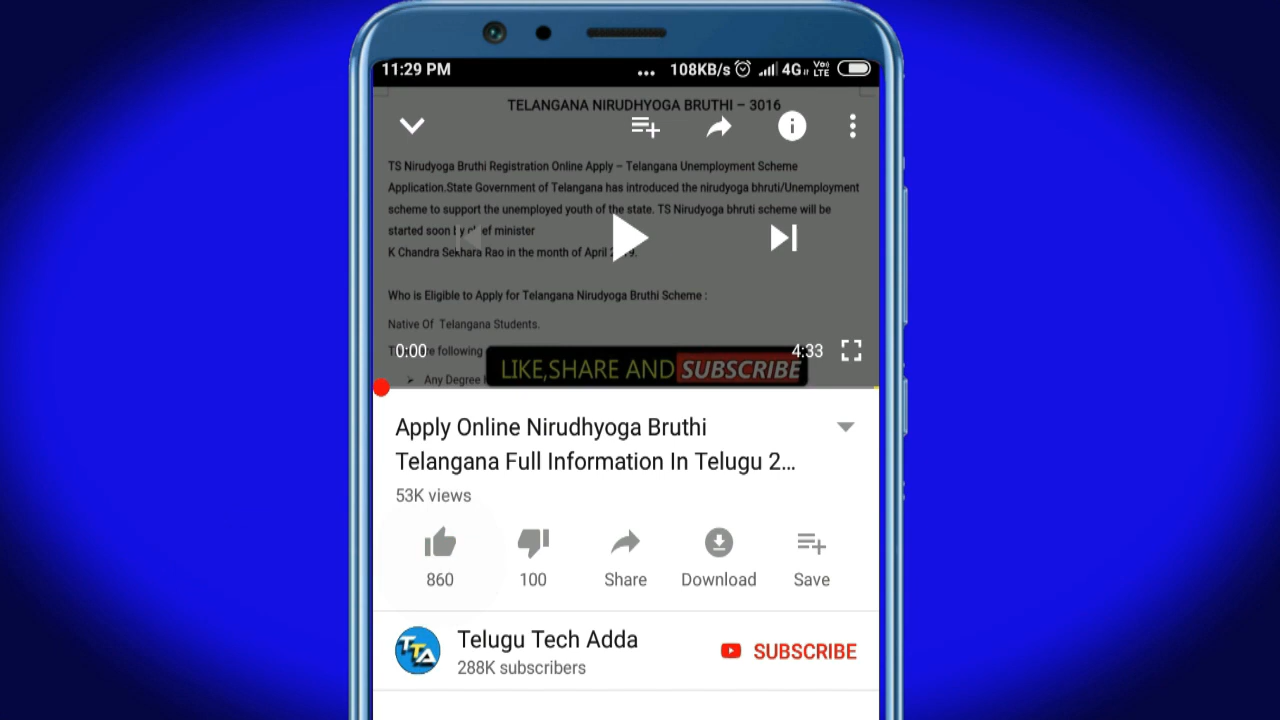 11:29 PM
... 108KB/s 4G VoLTE
TELANGANA NIRUDHYOGA BRUTHI – 3016
TS Nirudyoga Bruthi Registration Online Apply – Telangana Unemployment Scheme
Application.State Government of Telangana has introduced the nirudyoga bhruti/Unemployment
scheme to support the unemployed youth of the state. TS Nirudyoga bhruti scheme will be
started soon by minister
K Chandra Sekhara Rao in the month of April
Who is Eligible to Apply for Telangana Nirudyoga Bruthi Scheme :
Native Of Telangana Students.
0:00 following 4:33
LIKE,SHARE AND SUBSCRIBE
➢ Any Degree
Apply Online Nirudhyoga Bruthi
Telangana Full Information In Telugu 2...
53K views
860 100 Share Download Save
TTA
Telugu Tech Adda
288K subscribers
SUBSCRIBE